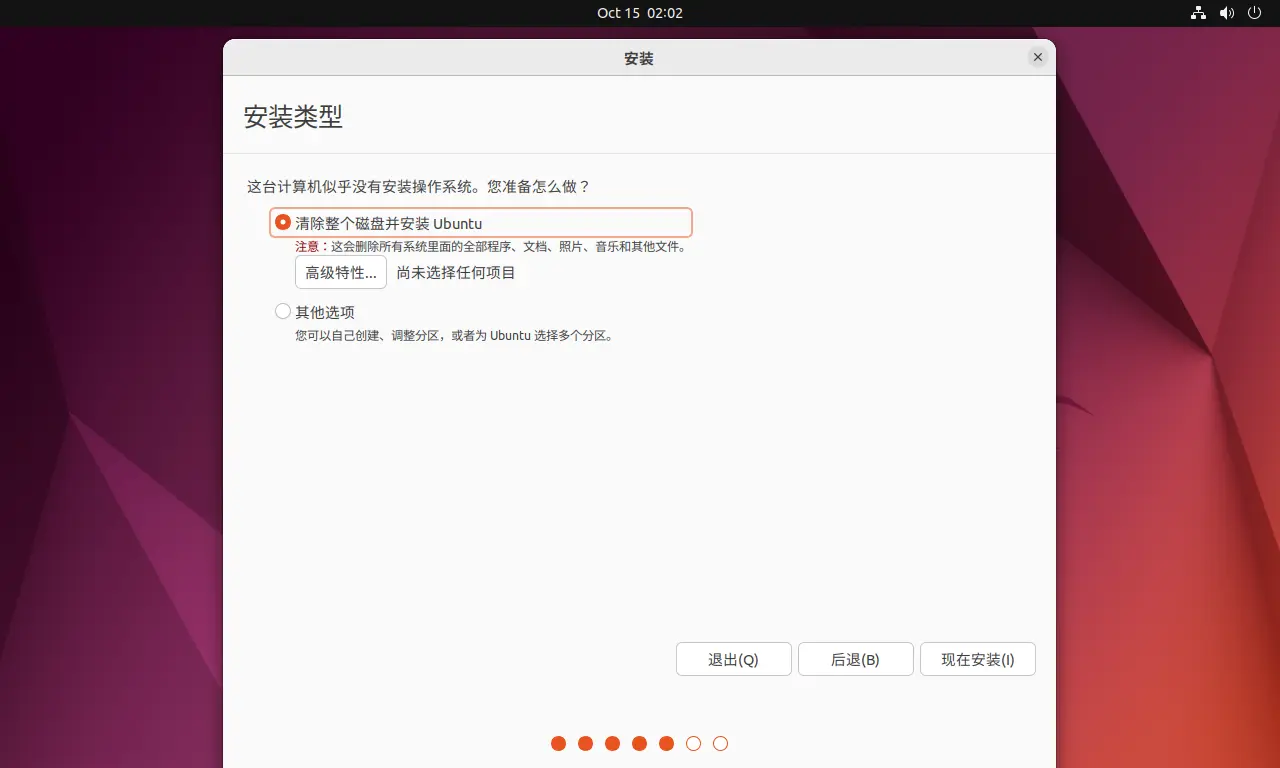 Oct 15 02:02
安装
安装类型
这台计算机似乎没有安装操作系统。您准备怎么做？
清除整个磁盘并安装 Ubuntu
注意：这会删除所有系统里面的全部程序、文档、照片、音乐和其他文件。
高级特性... 尚未选择任何项目
其他选项
您可以自己创建、调整分区，或者为 Ubuntu 选择多个分区。
退出(Q) 后退(B) 现在安装(I)